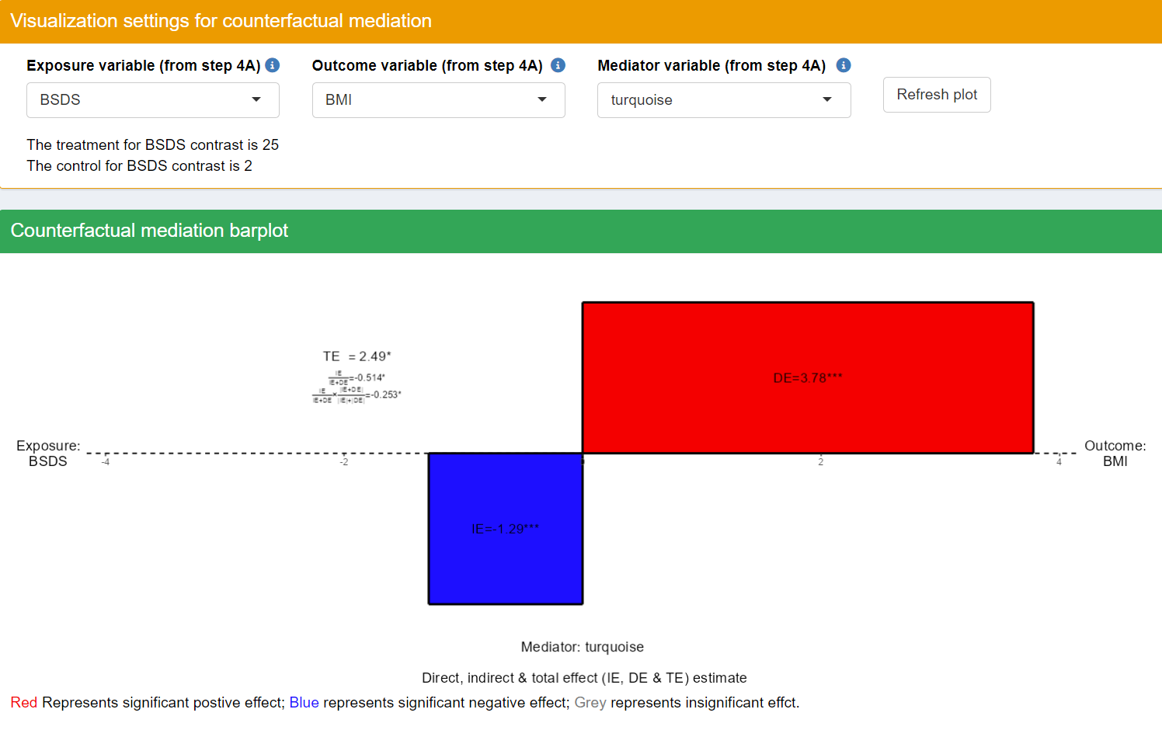 Visualization settings for counterfactual mediation
Exposure variable (from step 4A) Outcome variable (from step 4A) Mediator variable (from step 4A)
BSDS BMI turquoise Refresh plot
The treatment for BSDS contrast is 25
The control for BSDS contrast is 2
Counterfactual mediation barplot
TE = 2.49*
IE/IE+DE=-0.514*
IE/IE+DE×|IE+DE|/|IE|+|DE|=-0.253*
DE=3.78***
Exposure: BSDS
-4 -2 2 4
Outcome: BMI
IE=-1.29***
Mediator: turquoise
Direct, indirect & total effect (IE, DE & TE) estimate
Red Represents significant postive effect; Blue represents significant negative effect; Grey represents insignificant effct.